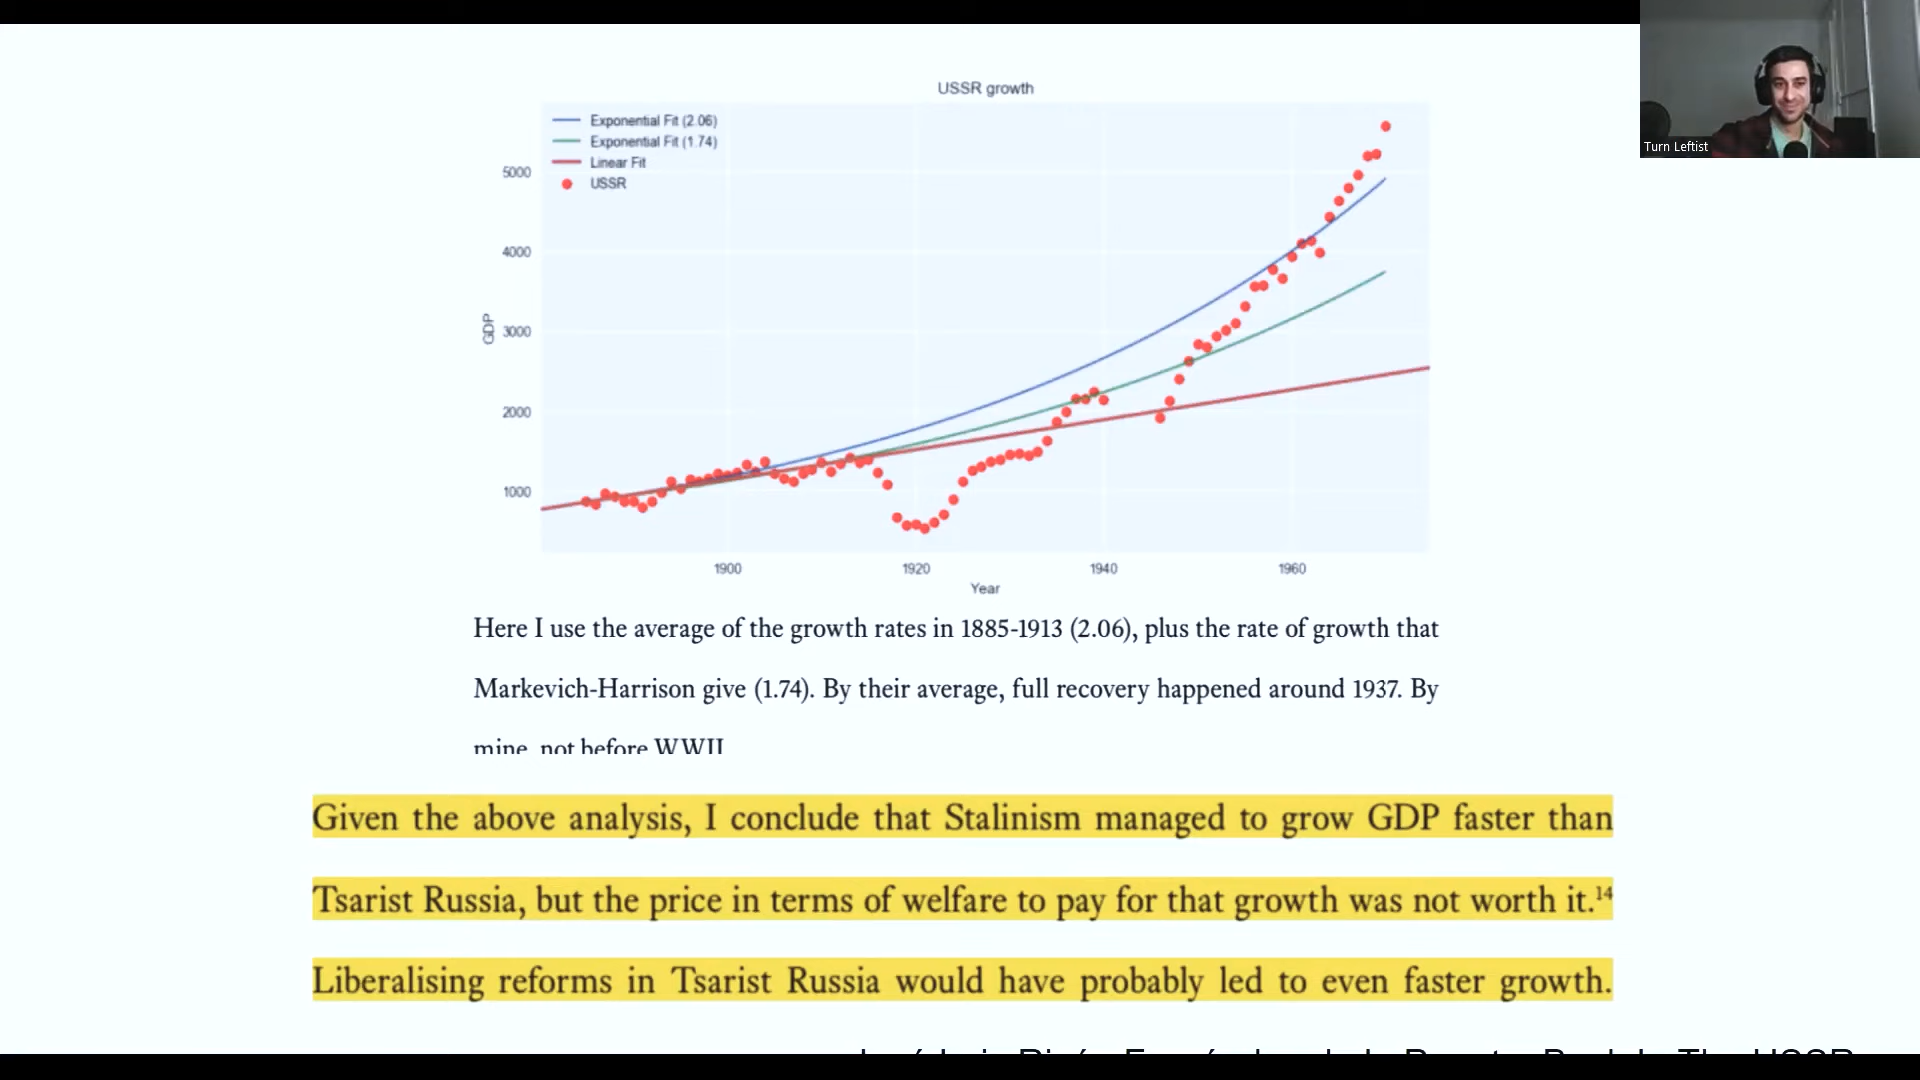 Turn Leftist
USSR growth
Exponential Fit (2.06)
Exponential Fit (1.74)
Linear Fit
USSR
5000
4000
3000
2000
1000
GDP
1900 1920 1940 1960
Year
Here I use the average of the growth rates in 1885-1913 (2.06), plus the rate of growth that
Markevich-Harrison give (1.74). By their average, full recovery happened around 1937. By
mine, not before WWII
Given the above analysis, I conclude that Stalinism managed to grow GDP faster than
Tsarist Russia, but the price in terms of welfare to pay for that growth was not worth it.14
Liberalising reforms in Tsarist Russia would have probably led to even faster growth.